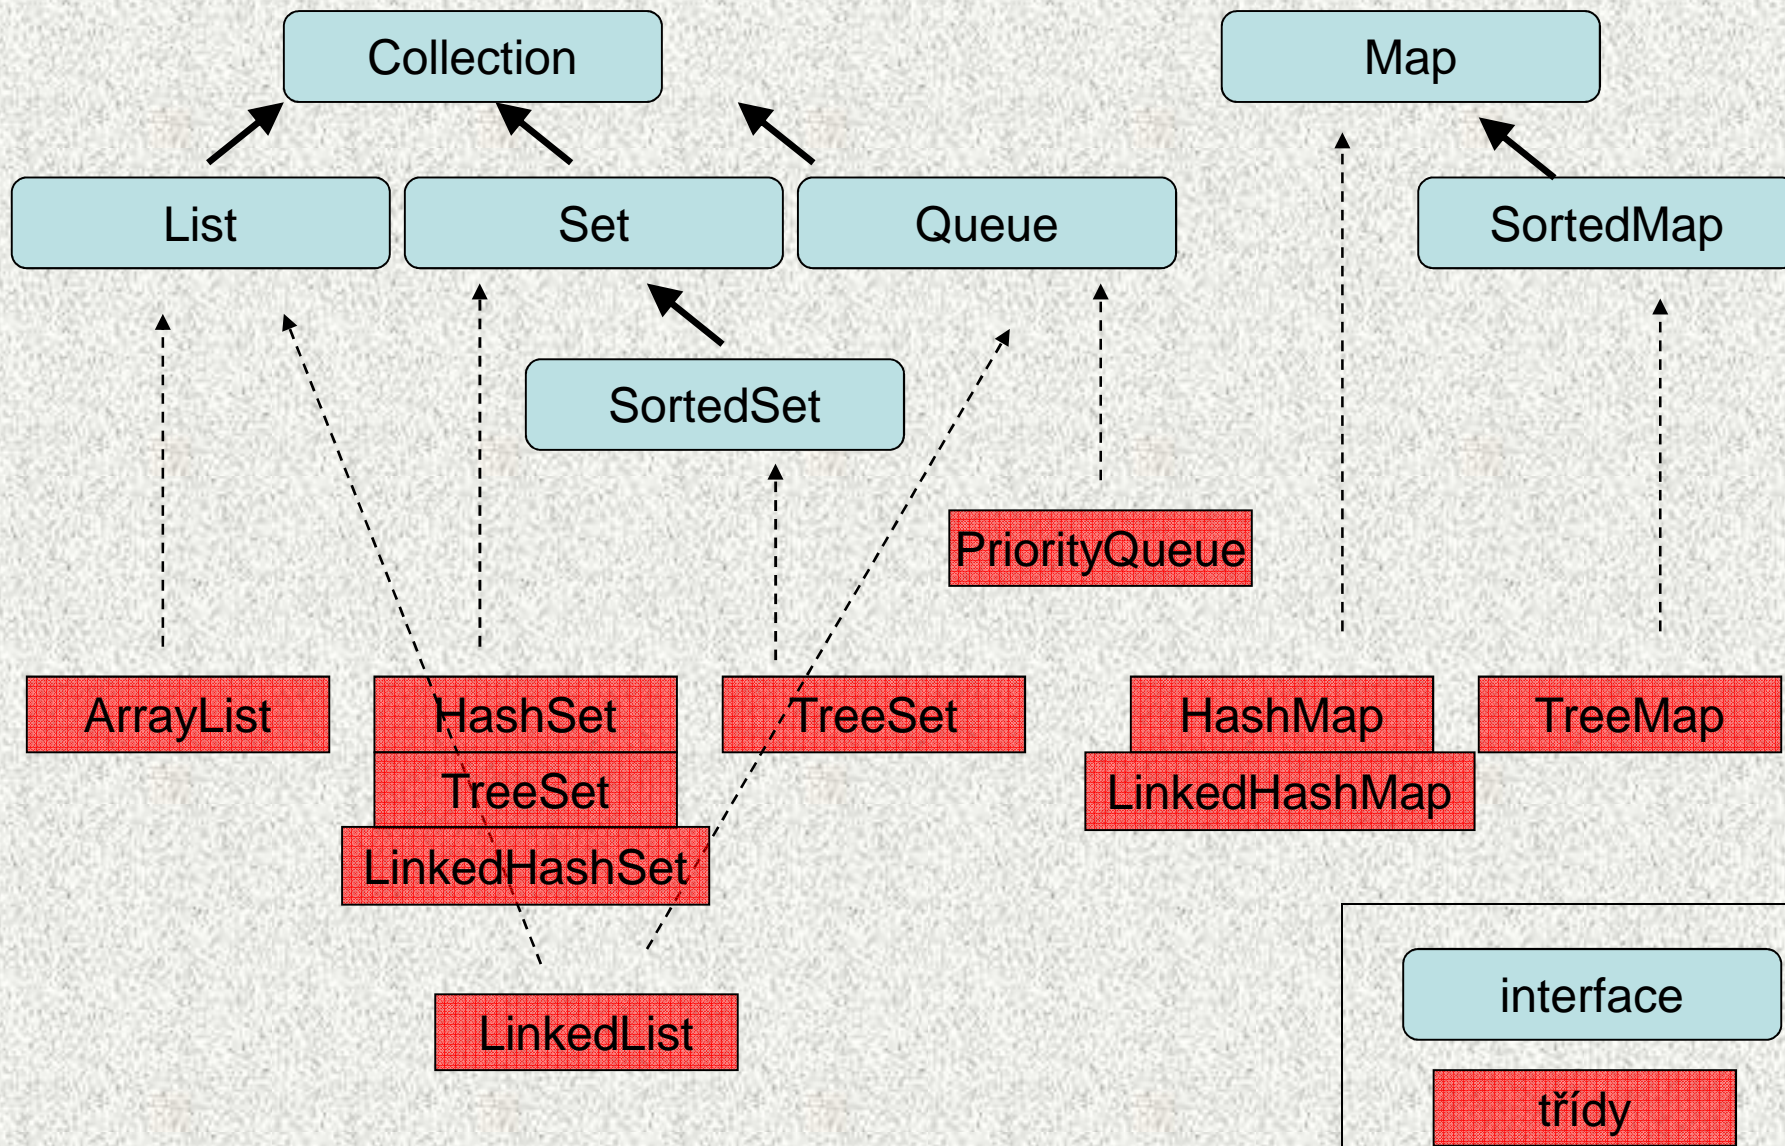 Collection
Map
List
Set
Queue
SortedMap
SortedSet
PriorityQueue
ArrayList
HashSet
TreeSet
HashMap
TreeMap
TreeSet
LinkedHashMap
LinkedHashSet
interface
LinkedList
třídy